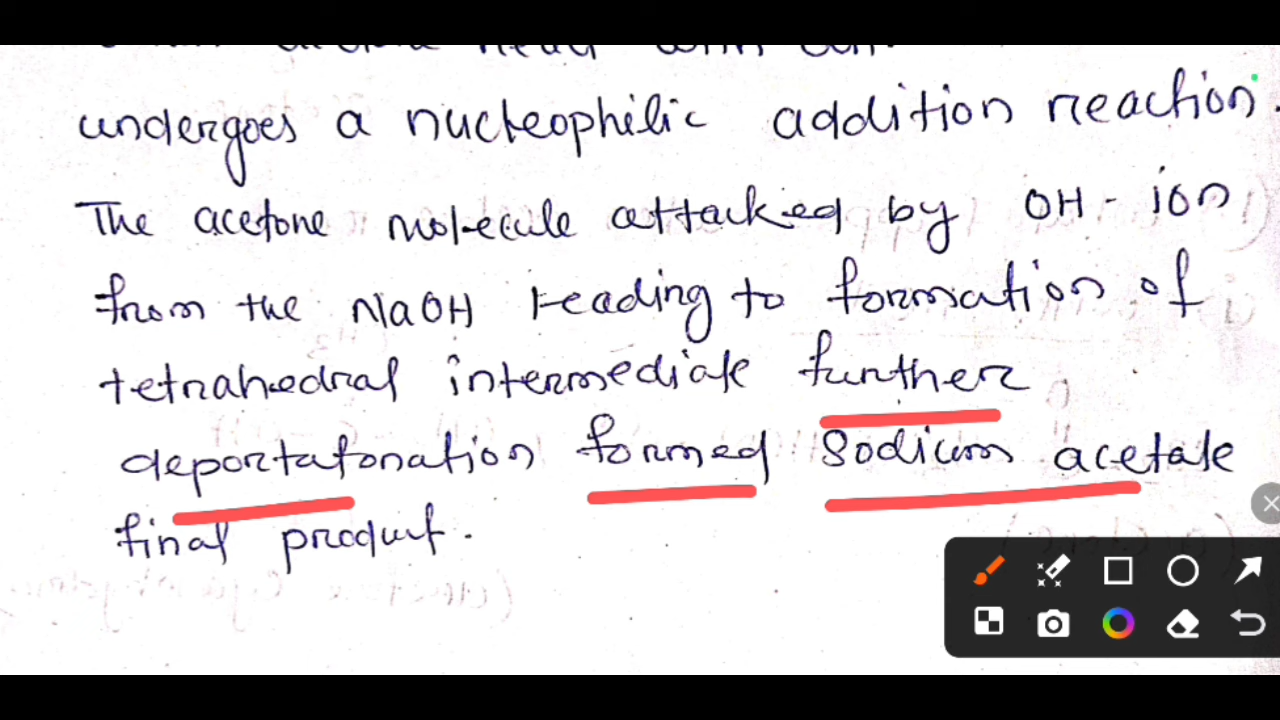 undergoes a nucleophilic addition reaction.
The acetone molecule attacked by OH- ion
from the NaOH leading to formation of
tetrahedral intermediate further
deportatonation formed sodium acetate
final product.